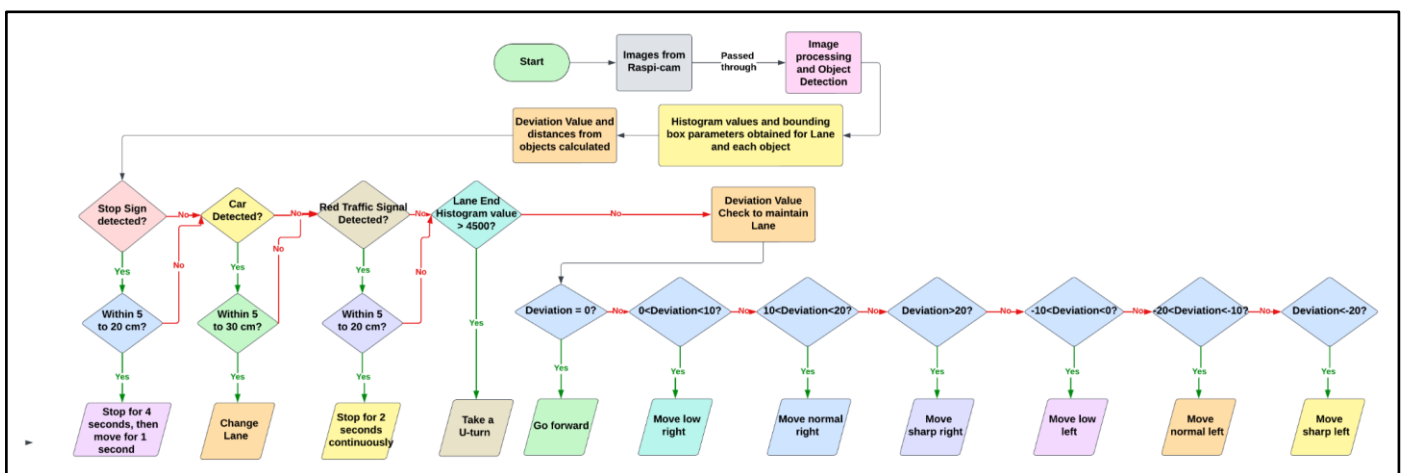 Start
Images from
Raspi-cam
Passed
through
Image
processing
and Object
Detection
Deviation Value and
distances from
objects calculated
Histogram values and bounding
box parameters obtained for Lane
and each object
Stop Sign
detected?
No
Car
Detected?
No
Red Traffic Signal
Detected?
No
Lane End
Histogram value
> 4500?
No
Deviation Value
Check to maintain
Lane
Yes
No
Yes
No
Yes
No
Within 5
to 20 cm?
Within 5
to 30 cm?
Within 5
to 20 cm?
Yes
Deviation = 0?
No
0<Deviation<10?
No
10<Deviation<20?
No
Deviation>20?
No
-10<Deviation<0?
No
-20<Deviation<-10?
No
Deviation<-20?
Yes
Yes
Yes
Yes
Yes
Yes
Yes
Yes
Yes
Yes
Stop for 4
seconds, then
move for 1
second
Change
Lane
Stop for 2
seconds
continuously
Take a
U-turn
Go forward
Move low
right
Move normal
right
Move
sharp right
Move low
left
Move
normal left
Move
sharp left